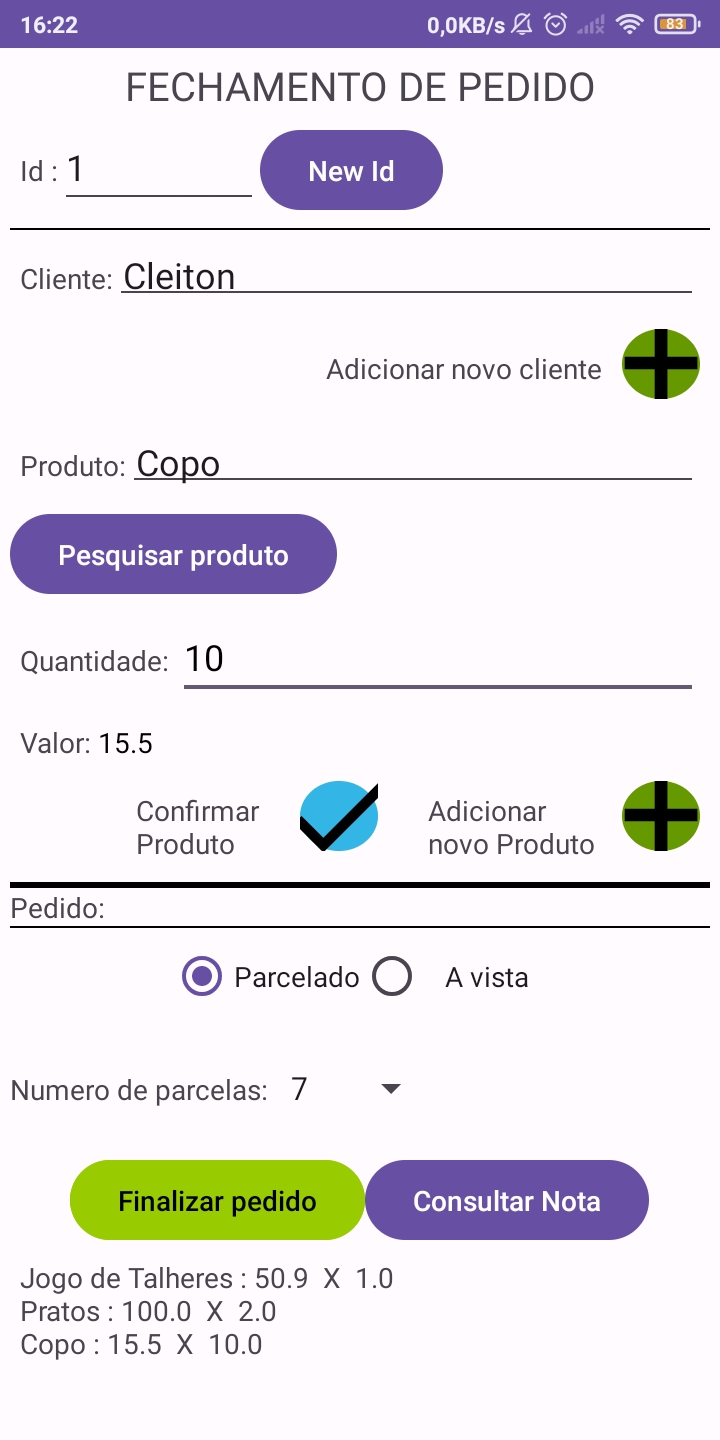 16:22 0,0KB/s 83
FECHAMENTO DE PEDIDO
Id : 1 New Id
Cliente: Cleiton
Adicionar novo cliente
Produto: Copo
Pesquisar produto
Quantidade: 10
Valor: 15.5
Confirmar
Produto
Adicionar
novo Produto
Pedido:
Parcelado A vista
Numero de parcelas: 7
Finalizar pedido Consultar Nota
Jogo de Talheres : 50.9 X 1.0
Pratos : 100.0 X 2.0
Copo : 15.5 X 10.0